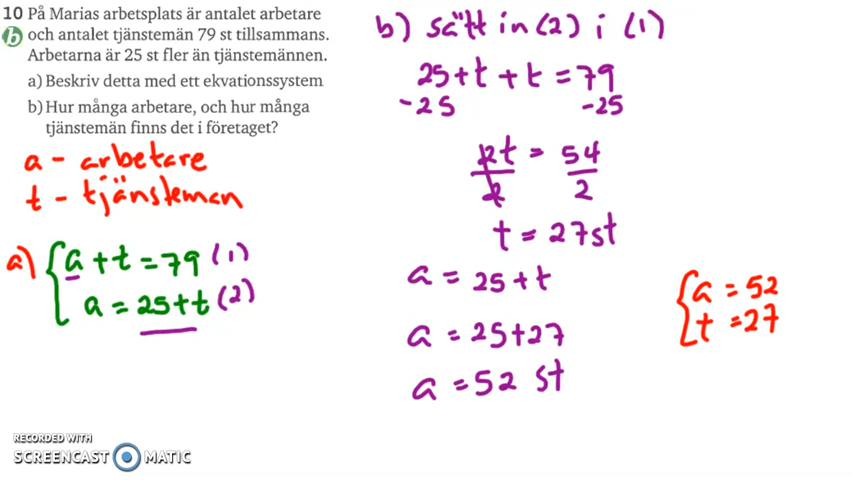 10 På Marias arbetsplats är antalet arbetare
b och antalet tjänstemän 79 st tillsammans.
Arbetarna är 25 st fler än tjänstemännen.
a) Beskriv detta med ett ekvationssystem
b) Hur många arbetare, och hur många
tjänstemän finns det i företaget?
a - arbetare
t - tjänsteman
a) { a + t = 79 (1)
a = 25 + t (2)
b) sätt in (2) i (1)
25 + t + t = 79
-25 -25
2t/2 = 54/2
t = 27 st
a = 25 + t
a = 25 + 27
a = 52 st
{ a = 52
t = 27
RECORDED WITH
SCREENCAST MATIC